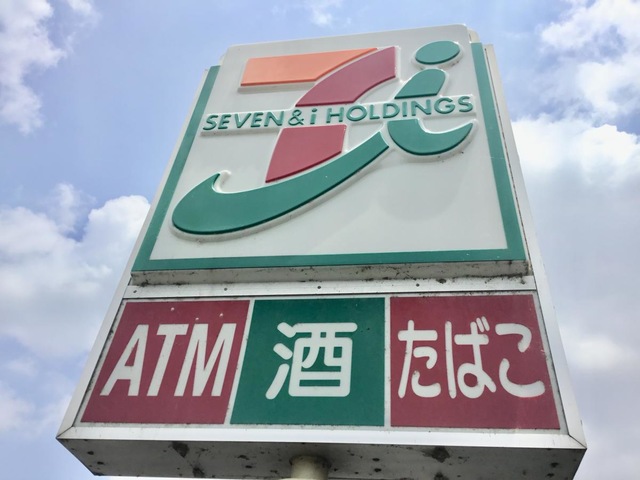 SEVEN & i HOLDINGS
ATM 酒 たばこ